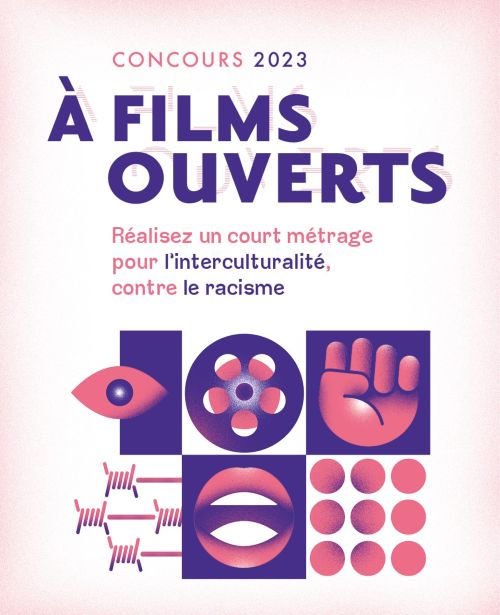 CONCOURS 2023
À FILMS
OUVERTS
Réalisez un court métrage
pour l'interculturalité,
contre le racisme